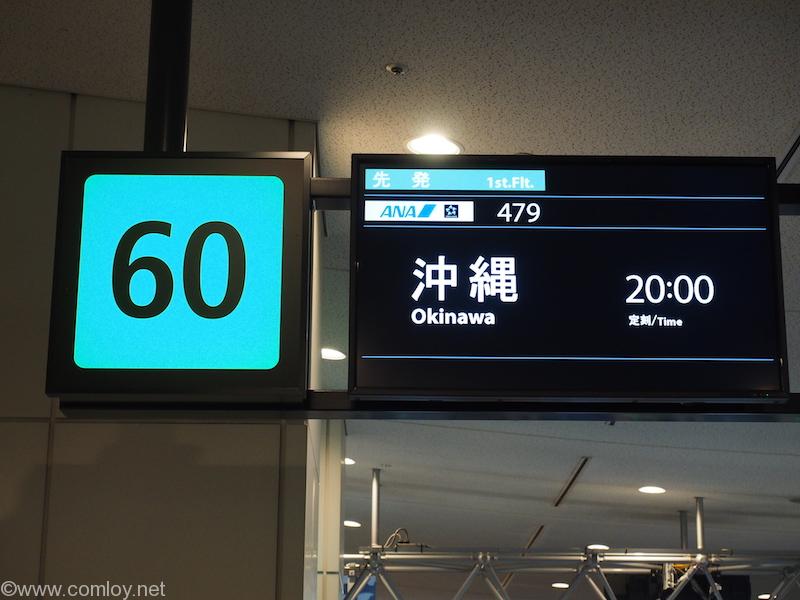 60
先 発 1st.Flt.
ANA 479
沖縄
Okinawa
20:00
定刻/Time
©www.comloy.net